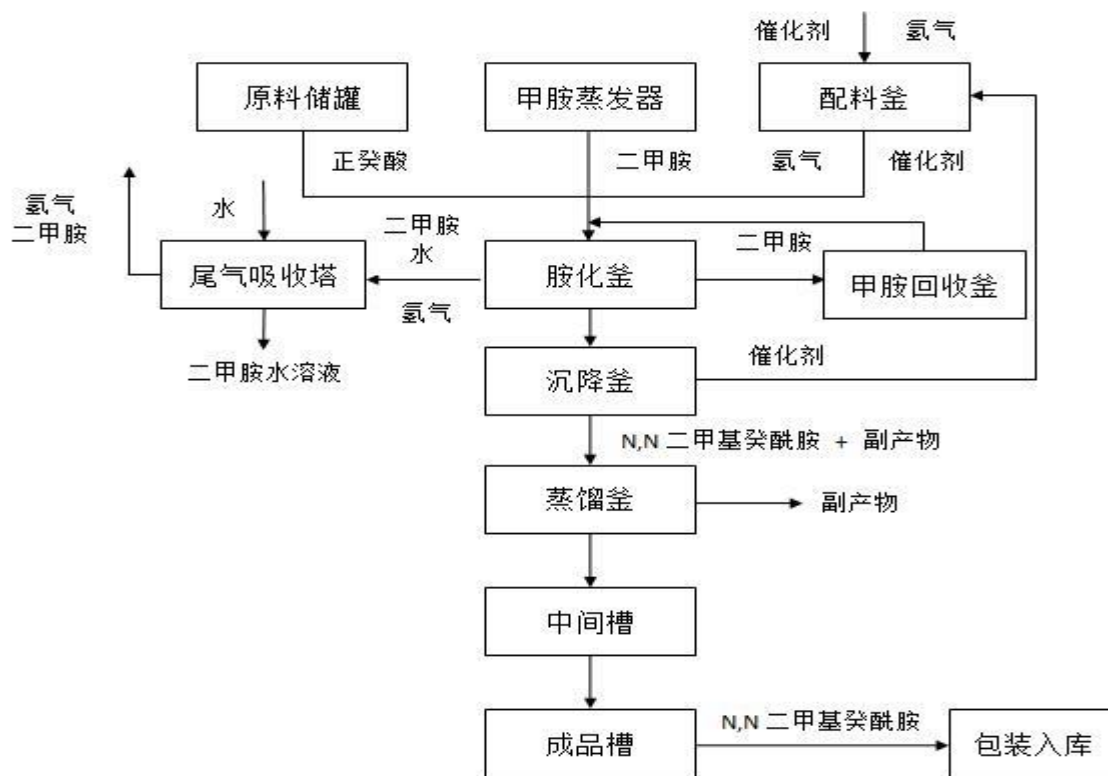 催化剂 氢气
原料储罐
甲胺蒸发器
配料釜
正癸酸
二甲胺
氢气 催化剂
氢气
二甲胺
水
二甲胺
水
二甲胺
尾气吸收塔
胺化釜
甲胺回收釜
氢气
二甲胺水溶液
沉降釜
催化剂
N,N 二甲基癸酰胺 + 副产物
蒸馏釜
副产物
中间槽
成品槽
N,N 二甲基癸酰胺
包装入库